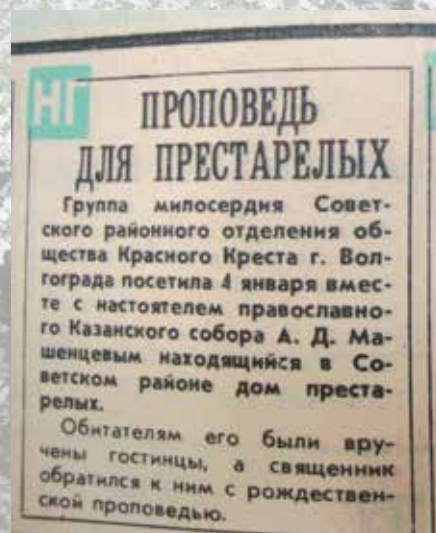 НГ
ПРОПОВЕДЬ
ДЛЯ ПРЕСТАРЕЛЫХ
Группа милосердия Совет-
ского районного отделения об-
щества Красного Креста г. Вол-
гограда посетила 4 января вмес-
те с настоятелем православно-
го Казанского собора А. Д. Ма-
шенцевым находящийся в Со-
ветском районе дом преста-
релых.
Обитателям его были вру-
чены гостинцы, а священник
обратился к ним с рождествен-
ской проповедью.